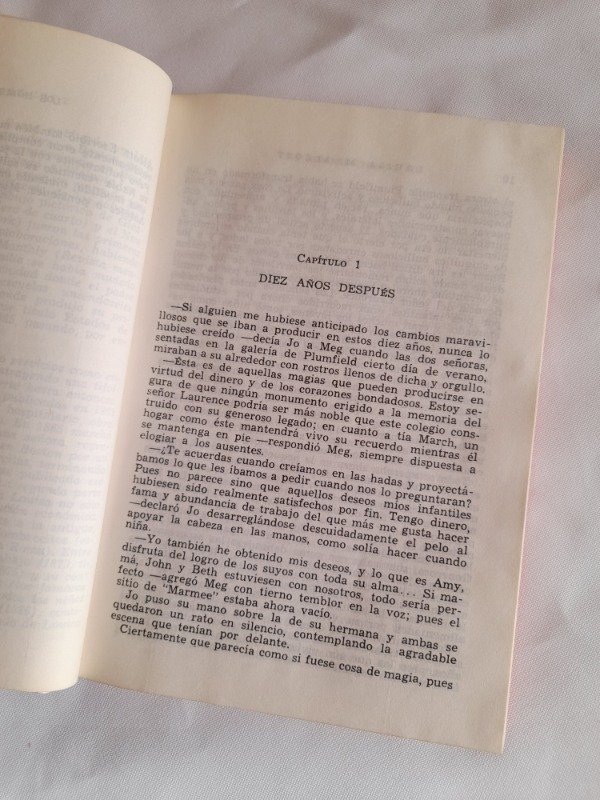 CAPÍTULO 1
DIEZ AÑOS DESPUÉS
—Si alguien me hubiese anticipado los cambios maravi-
llosos que se iban a producir en estos diez años, nunca lo
hubiese creído —decía Jo a Meg cuando las dos señoras,
sentadas en la galería de Plumfield cierto día de verano,
miraban a su alrededor con rostros llenos de dicha y orgullo.
—Esta es de aquellas magias que pueden producirse en
virtud del dinero y de los corazones bondadosos. Estoy se-
gura de que ningún monumento erigido a la memoria del
señor Laurence podría ser más noble que este colegio cons-
truido con su generoso legado; en cuanto a tía March, un
hogar como éste mantendrá vivo su recuerdo mientras él
se mantenga en pie —respondió Meg, siempre dispuesta a
elogiar a los ausentes.
—¿Te acuerdas cuando creíamos en las hadas y proyectá-
bamos lo que les íbamos a pedir cuando nos lo preguntaran?
Pues no parece sino que aquellos deseos míos infantiles
hubiesen sido realmente satisfechos por fin. Tengo dinero,
fama y abundancia de trabajo del que más me gusta hacer
—declaró Jo desarreglándose descuidadamente el pelo al
apoyar la cabeza en las manos, como solía hacer cuando
niña.
—Yo también he obtenido mis deseos, y lo que es Amy,
disfruta del logro de los suyos con toda su alma... Si ma-
má, John y Beth estuviesen con nosotros, todo sería per-
fecto —agregó Meg con tierno temblor en la voz; pues el
sitio de "Marmee" estaba ahora vacío.
Jo puso su mano sobre la de su hermana y ambas se
quedaron un rato en silencio, contemplando la agradable
escena que tenían por delante.
Ciertamente que parecía como si fuese cosa de magia, pues